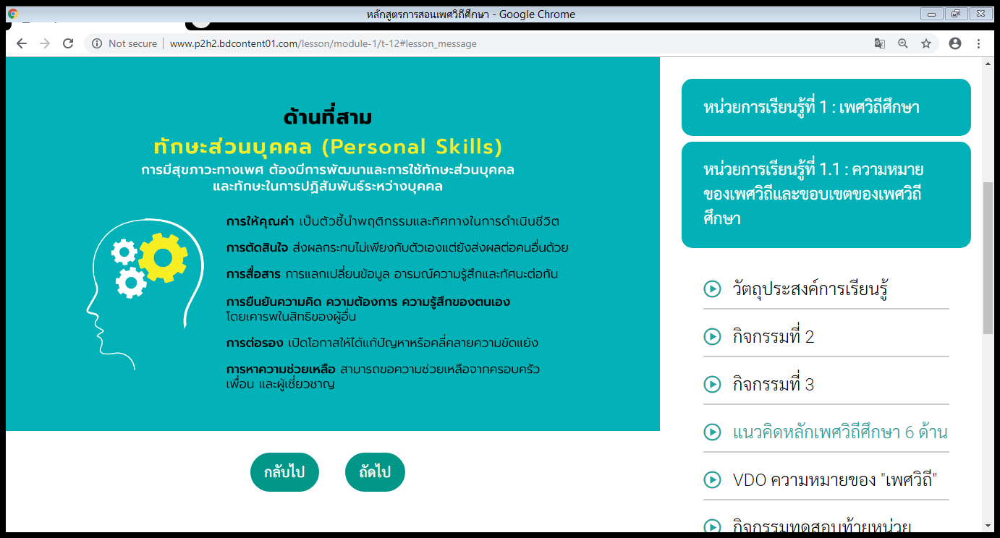 หลักสูตรการสอนเพศวิถีศึกษา - Google Chrome
Not secure
www.p2h2.bdcontent01.com/lesson/module-1/t-12#lesson_message
ด้านที่สาม
ทักษะส่วนบุคคล (Personal Skills)
การมีสุขภาวะทางเพศ ต้องมีการพัฒนาและการใช้ทักษะส่วนบุคคล
และทักษะในการปฏิสัมพันธ์ระหว่างบุคคล
การให้คุณค่า เป็นตัวชี้นำพฤติกรรมและทิศทางในการดำเนินชีวิต
การตัดสินใจ ส่งผลกระทบไม่เพียงกับตัวเองแต่ยังส่งผลต่อคนอื่นด้วย
การสื่อสาร การแลกเปลี่ยนข้อมูล อารมณ์ความรู้สึกและทัศนะต่อกัน
การยืนยันความคิด ความต้องการ ความรู้สึกของตนเอง
โดยเคารพในสิทธิของผู้อื่น
การต่อรอง เปิดโอกาสให้ได้แก้ปัญหาหรือคลี่คลายความขัดแย้ง
การหาความช่วยเหลือ สามารถขอความช่วยเหลือจากครอบครัว
เพื่อน และผู้เชี่ยวชาญ
กลับไป
ถัดไป
หน่วยการเรียนรู้ที่ 1 : เพศวิถีศึกษา
หน่วยการเรียนรู้ที่ 1.1 : ความหมาย
ของเพศวิถีและขอบเขตของเพศวิถี
ศึกษา
วัตถุประสงค์การเรียนรู้
กิจกรรมที่ 2
กิจกรรมที่ 3
แนวคิดหลักเพศวิถีศึกษา 6 ด้าน
VDO ความหมายของ "เพศวิถี"
กิจกรรมทดสอบท้ายหน่วย